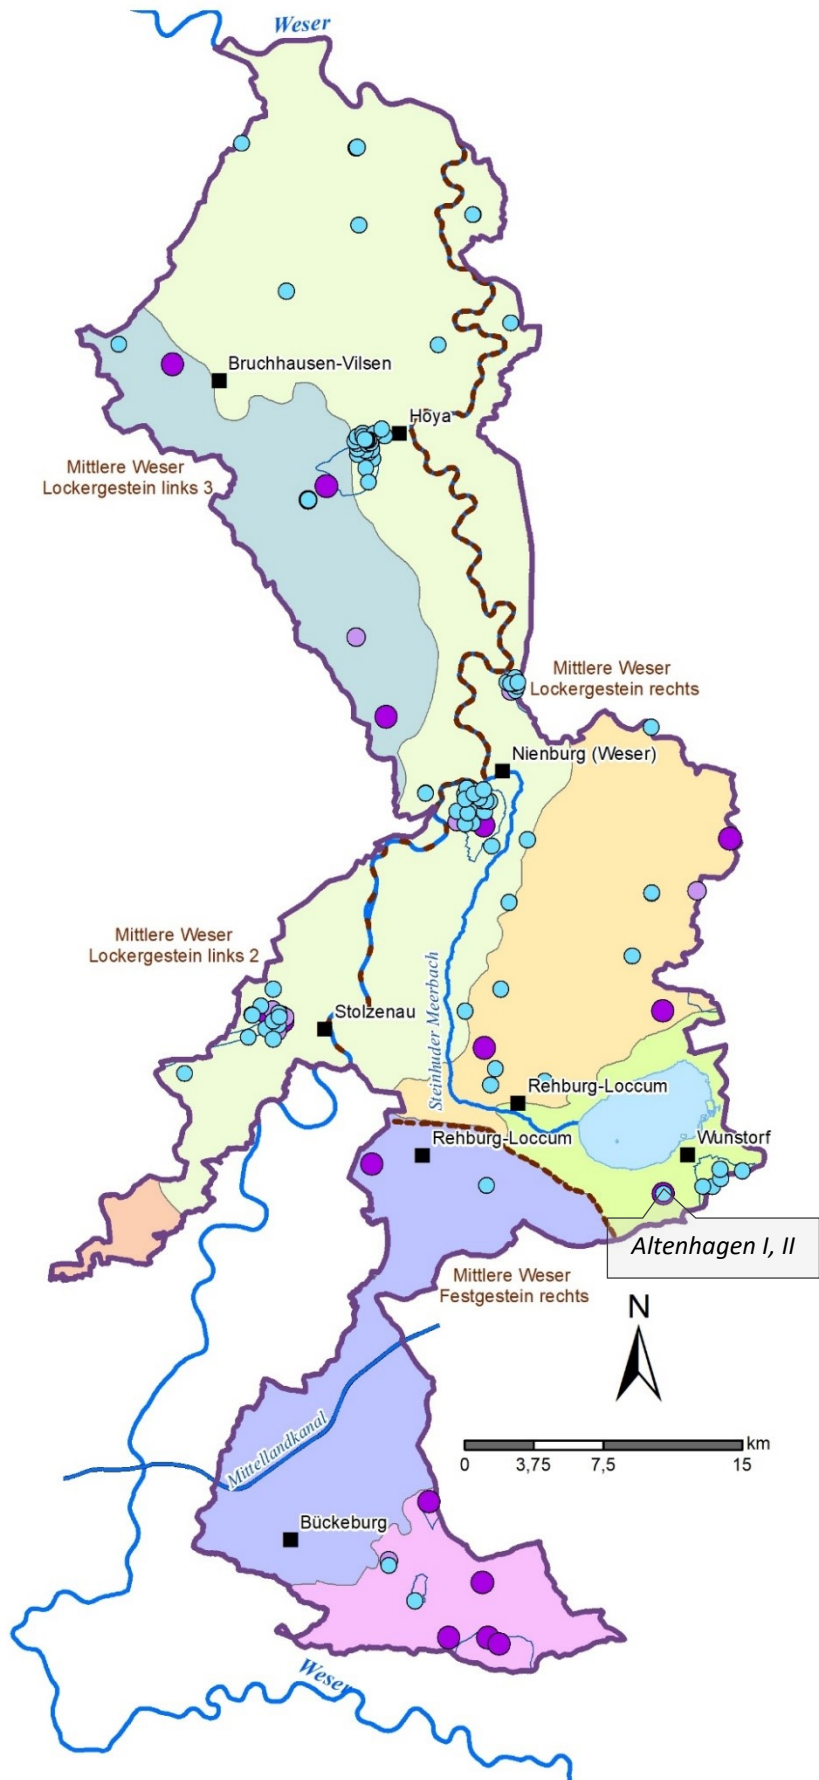 Weser
Bruchhausen-Vilsen
Hoya
Mittlere Weser
Lockergestein links 3
Mittlere Weser
Lockergestein rechts
Nienburg (Weser)
Mittlere Weser
Lockergestein links 2
Steinhuder Meerbach
Stolzenau
Rehburg-Loccum
Rehburg-Loccum
Wunstorf
Altenhagen I, II
Mittlere Weser
Festgestein rechts
N
km
0 3,75 7,5 15
Mittellandkanal
Bückeburg
Weser